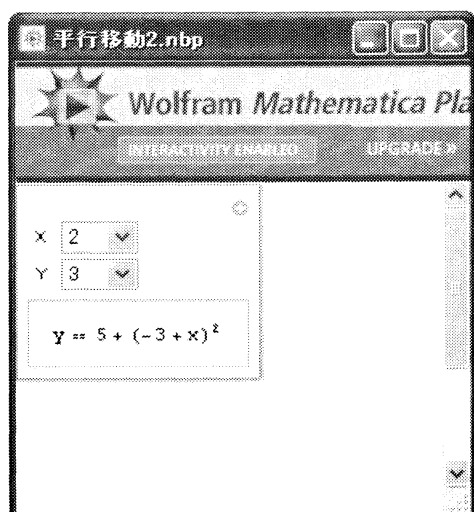 平行移動2.nbp
Wolfram Mathematica Pla
INTERACTIVITY ENABLED
UPGRADE »
X 2
Y 3
y == 5 + (-3 + x)²